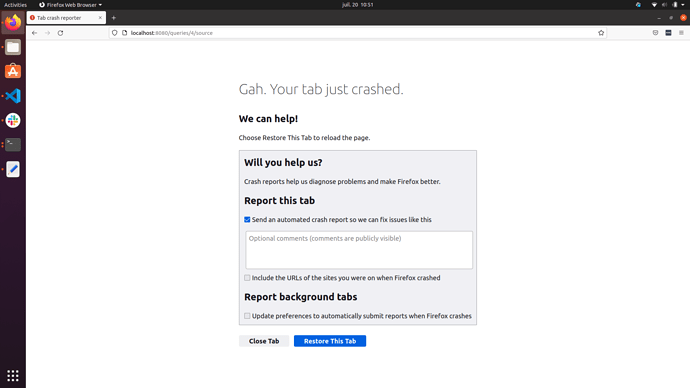 Activities
Firefox Web Browser
juil. 20 10:51
Tab crash reporter
localhost:8080/queries/4/source
Gah. Your tab just crashed.
We can help!
Choose Restore This Tab to reload the page.
Will you help us?
Crash reports help us diagnose problems and make Firefox better.
Report this tab
Send an automated crash report so we can fix issues like this
Optional comments (comments are publicly visible)
Include the URLs of the sites you were on when Firefox crashed
Report background tabs
Update preferences to automatically submit reports when Firefox crashes
Close Tab
Restore This Tab